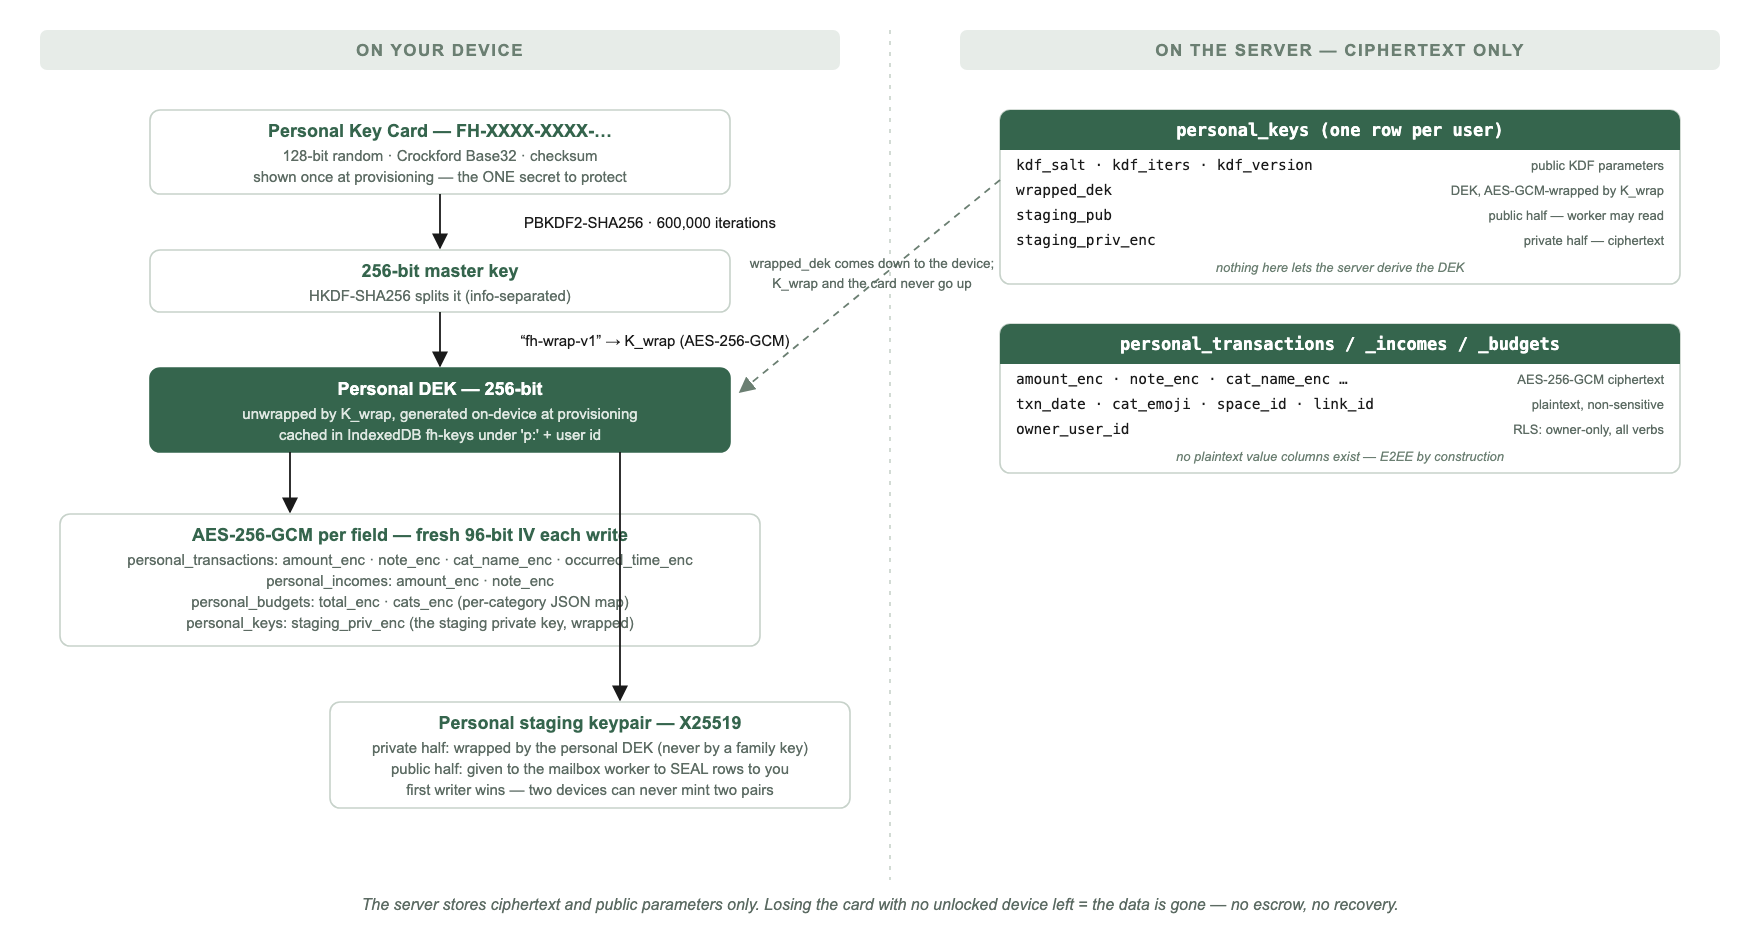 ON YOUR DEVICE
ON THE SERVER — CIPHERTEXT ONLY
Personal Key Card — FH-XXXX-XXXX-…
128-bit random · Crockford Base32 · checksum
shown once at provisioning — the ONE secret to protect
PBKDF2-SHA256 · 600,000 iterations
256-bit master key
HKDF-SHA256 splits it (info-separated)
“fh-wrap-v1” → K_wrap (AES-256-GCM)
wrapped_dek comes down to the device;
K_wrap and the card never go up
Personal DEK — 256-bit
unwrapped by K_wrap, generated on-device at provisioning
cached in IndexedDB fh-keys under 'p:' + user id
AES-256-GCM per field — fresh 96-bit IV each write
personal_transactions: amount_enc · note_enc · cat_name_enc · occurred_time_enc
personal_incomes: amount_enc · note_enc
personal_budgets: total_enc · cats_enc (per-category JSON map)
personal_keys: staging_priv_enc (the staging private key, wrapped)
Personal staging keypair — X25519
private half: wrapped by the personal DEK (never by a family key)
public half: given to the mailbox worker to SEAL rows to you
first writer wins — two devices can never mint two pairs
personal_keys (one row per user)
kdf_salt · kdf_iters · kdf_version public KDF parameters
wrapped_dek DEK, AES-GCM-wrapped by K_wrap
staging_pub public half — worker may read
staging_priv_enc private half — ciphertext
nothing here lets the server derive the DEK
personal_transactions / _incomes / _budgets
amount_enc · note_enc · cat_name_enc … AES-256-GCM ciphertext
txn_date · cat_emoji · space_id · link_id plaintext, non-sensitive
owner_user_id RLS: owner-only, all verbs
no plaintext value columns exist — E2EE by construction
The server stores ciphertext and public parameters only. Losing the card with no unlocked device left = the data is gone — no escrow, no recovery.